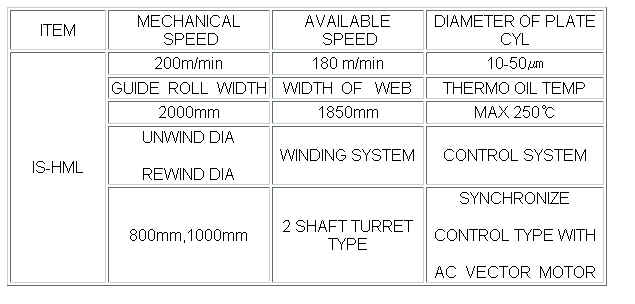 ITEM
MECHANICAL
SPEED
AVAILABLE
SPEED
DIAMETER OF PLATE
CYL
IS-HML
200m/min
180 m/min
10-50㎛
GUIDE ROLL WIDTH
WIDTH OF WEB
THERMO OIL TEMP
2000mm
1850mm
MAX 250℃
UNWIND DIA
REWIND DIA
WINDING SYSTEM
CONTROL SYSTEM
800mm,1000mm
2 SHAFT TURRET
TYPE
SYNCHRONIZE
CONTROL TYPE WITH
AC VECTOR MOTOR